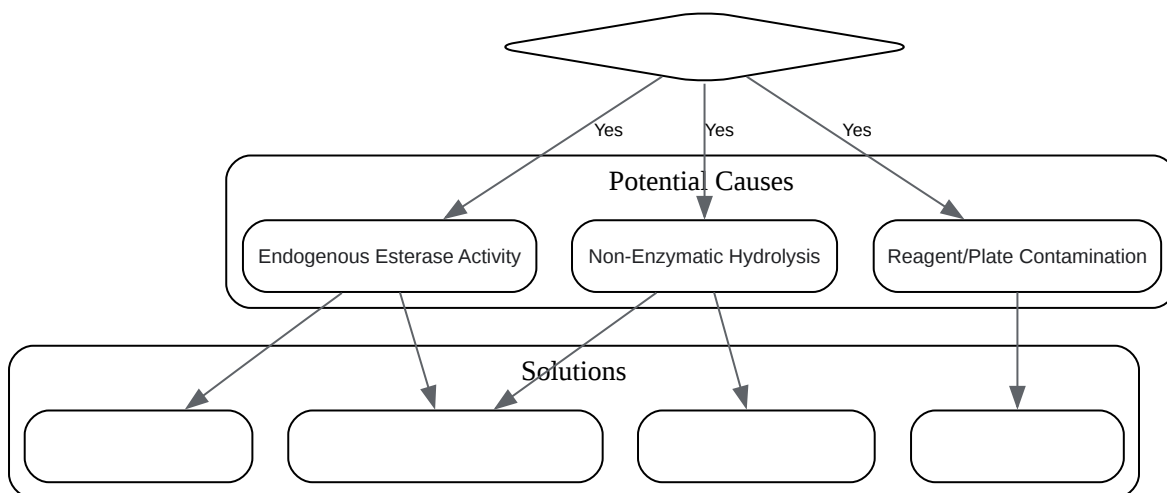 Yes
Yes
Yes
Potential Causes
Endogenous Esterase Activity
Non-Enzymatic Hydrolysis
Reagent/Plate Contamination
Solutions